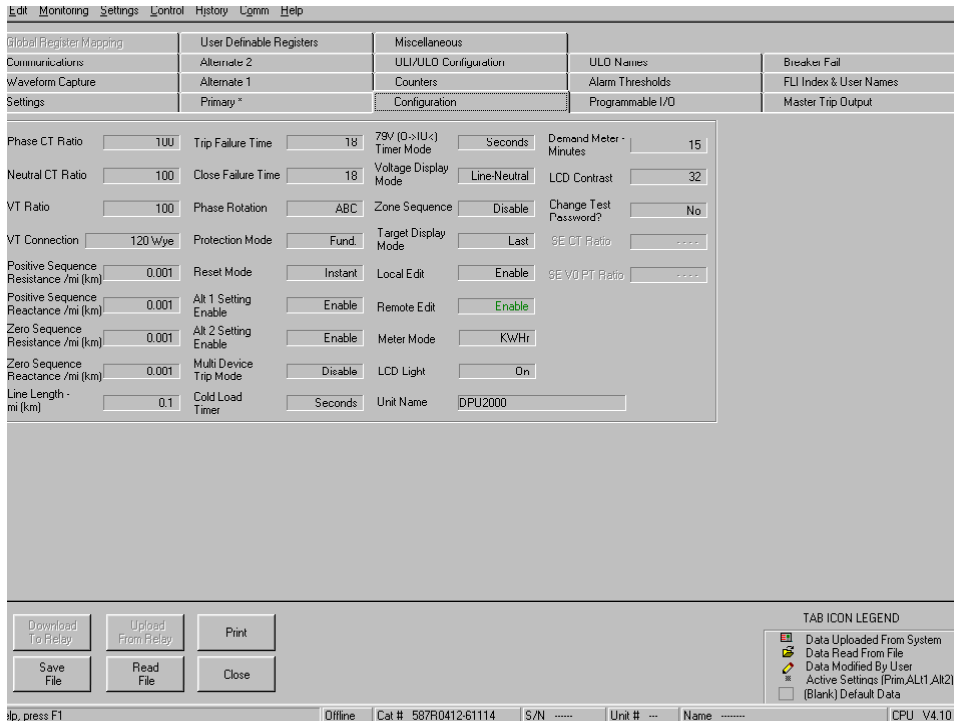 Edit Monitoring Settings Control History Comm Help
Global Register Mapping User Definable Registers Miscellaneous
Communications Alternate 2 ULI/ULO Configuration ULO Names Breaker Fail
Waveform Capture Alternate 1 Counters Alarm Thresholds FLI Index & User Names
Settings Primary * Configuration Programmable I/O Master Trip Output
Phase CT Ratio 100
Neutral CT Ratio 100
VT Ratio 100
VT Connection 120 Wye
Positive Sequence
Resistance /mi (km) 0.001
Positive Sequence
Reactance /mi (km) 0.001
Zero Sequence
Resistance /mi (km) 0.001
Zero Sequence
Reactance /mi (km) 0.001
Line Length -
mi (km) 0.1
Trip Failure Time 18
Close Failure Time 18
Phase Rotation ABC
Protection Mode Fund.
Reset Mode Instant
Alt 1 Setting
Enable Enable
Alt 2 Setting
Enable Enable
Multi Device
Trip Mode Disable
Cold Load
Timer Seconds
79V (O->IU<)
Timer Mode Seconds
Voltage Display
Mode Line-Neutral
Zone Sequence Disable
Target Display
Mode Last
Local Edit Enable
Remote Edit Enable
Meter Mode KWHr
LCD Light On
Unit Name DPU2000
Demand Meter -
Minutes 15
LCD Contrast 32
Change Test
Password? No
SE CT Ratio ----
SE V0 PT Ratio ----
Download
To Relay
Upload
From Relay
Print
Save
File
Read
File
Close
TAB ICON LEGEND
Data Uploaded From System
Data Read From File
Data Modified By User
* Active Settings (Prim,ALt1,Alt2)
(Blank) Default Data
elp, press F1 Offline Cat # 587R0412-61114 S/N ------ Unit # --- Name -------- CPU V4.10